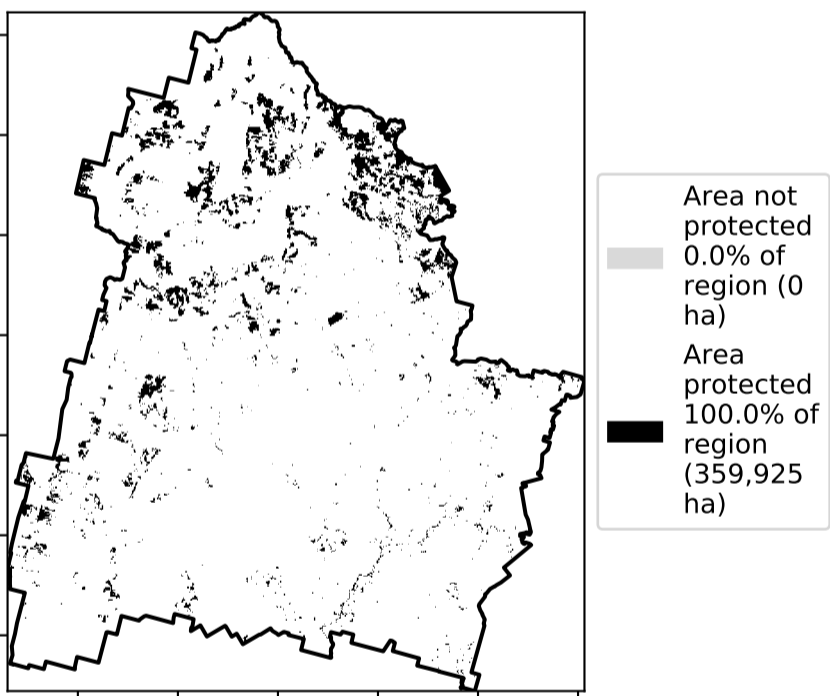 Area not
protected
0.0% of
region (0
ha)
Area
protected
100.0% of
region
(359,925
ha)